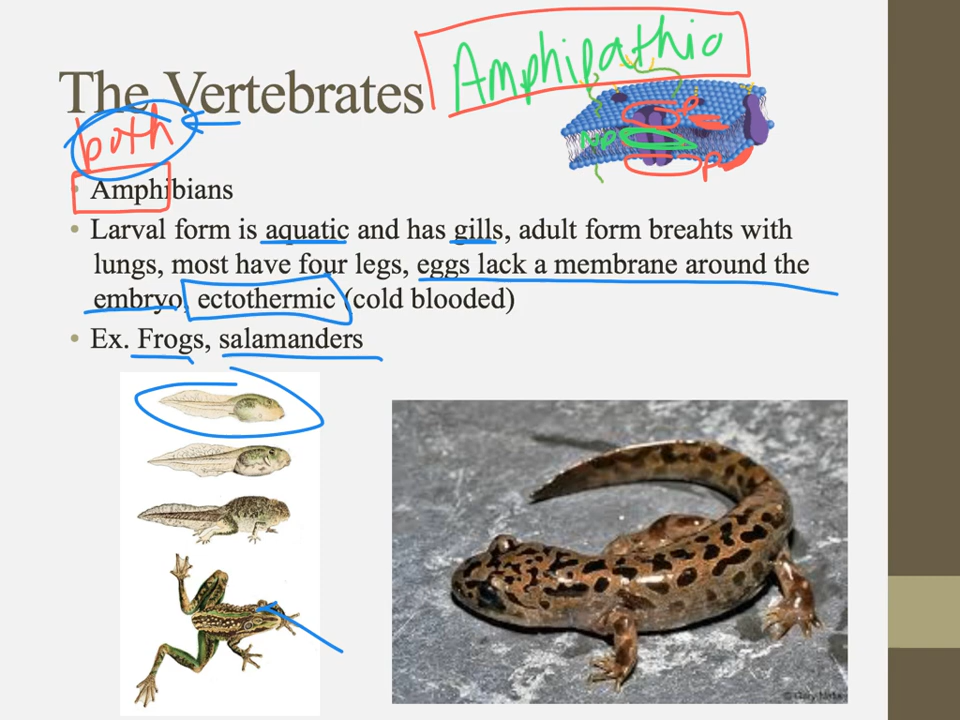 The Vertebrates
Amphipathic
both
NP
P
P
• Amphibians
• Larval form is aquatic and has gills, adult form breahts with
lungs, most have four legs, eggs lack a membrane around the
embryo, ectothermic (cold blooded)
• Ex. Frogs, salamanders